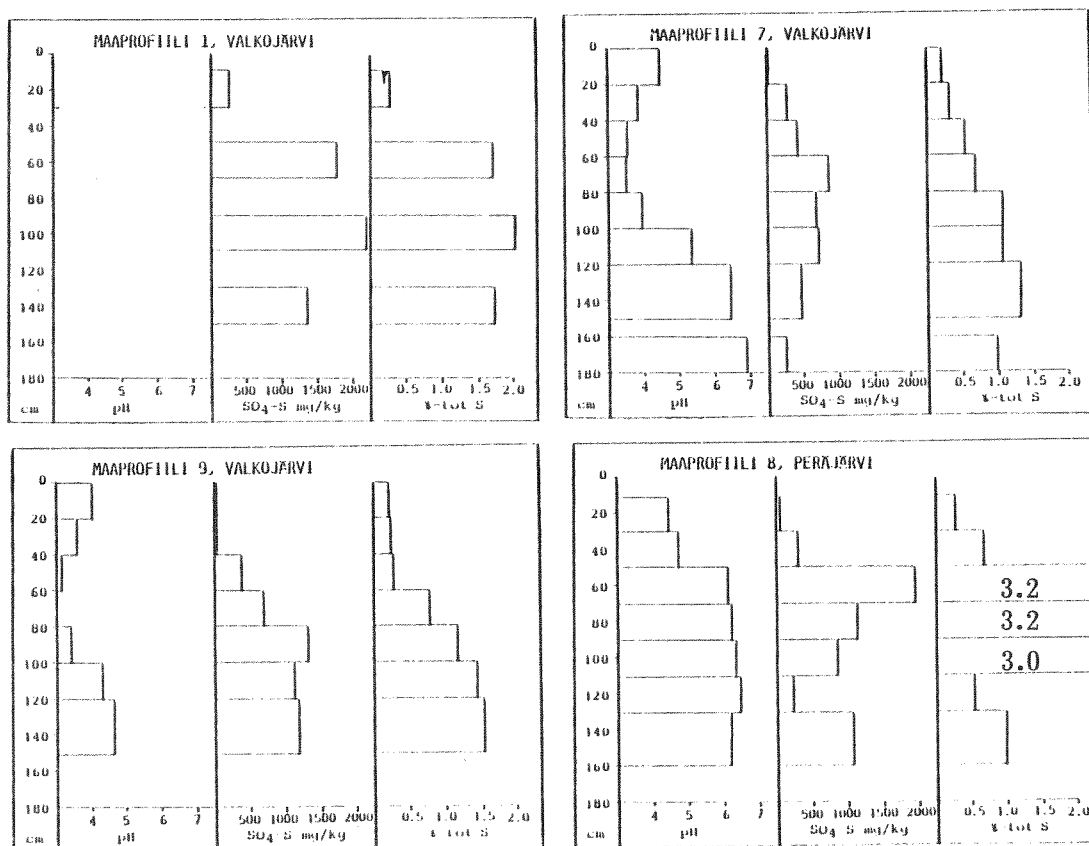 MAAPROFIILI 1, VALKOJÄRVI
0
20
40
60
80
100
120
140
160
180
cm
4 5 6 7
pH
500 1000 1500 2000
SO4-S mg/kg
0.5 1.0 1.5 2.0
%-tot S
MAAPROFIILI 7, VALKOJÄRVI
0
20
40
60
80
100
120
140
160
180
cm
4 5 6 7
pH
500 1000 1500 2000
SO4-S mg/kg
0.5 1.0 1.5 2.0
%-tot S
MAAPROFIILI 9, VALKOJÄRVI
0
20
40
60
80
100
120
140
160
180
cm
4 5 6 7
pH
500 1000 1500 2000
SO4-S mg/kg
0.5 1.0 1.5 2.0
%-tot S
MAAPROFIILI 8, PERÄJÄRVI
0
20
40
60
80
100
120
140
160
180
cm
3.2
3.2
3.0
4 5 6 7
pH
500 1000 1500 2000
SO4-S mg/kg
0.5 1.0 1.5 2.0
%-tot S